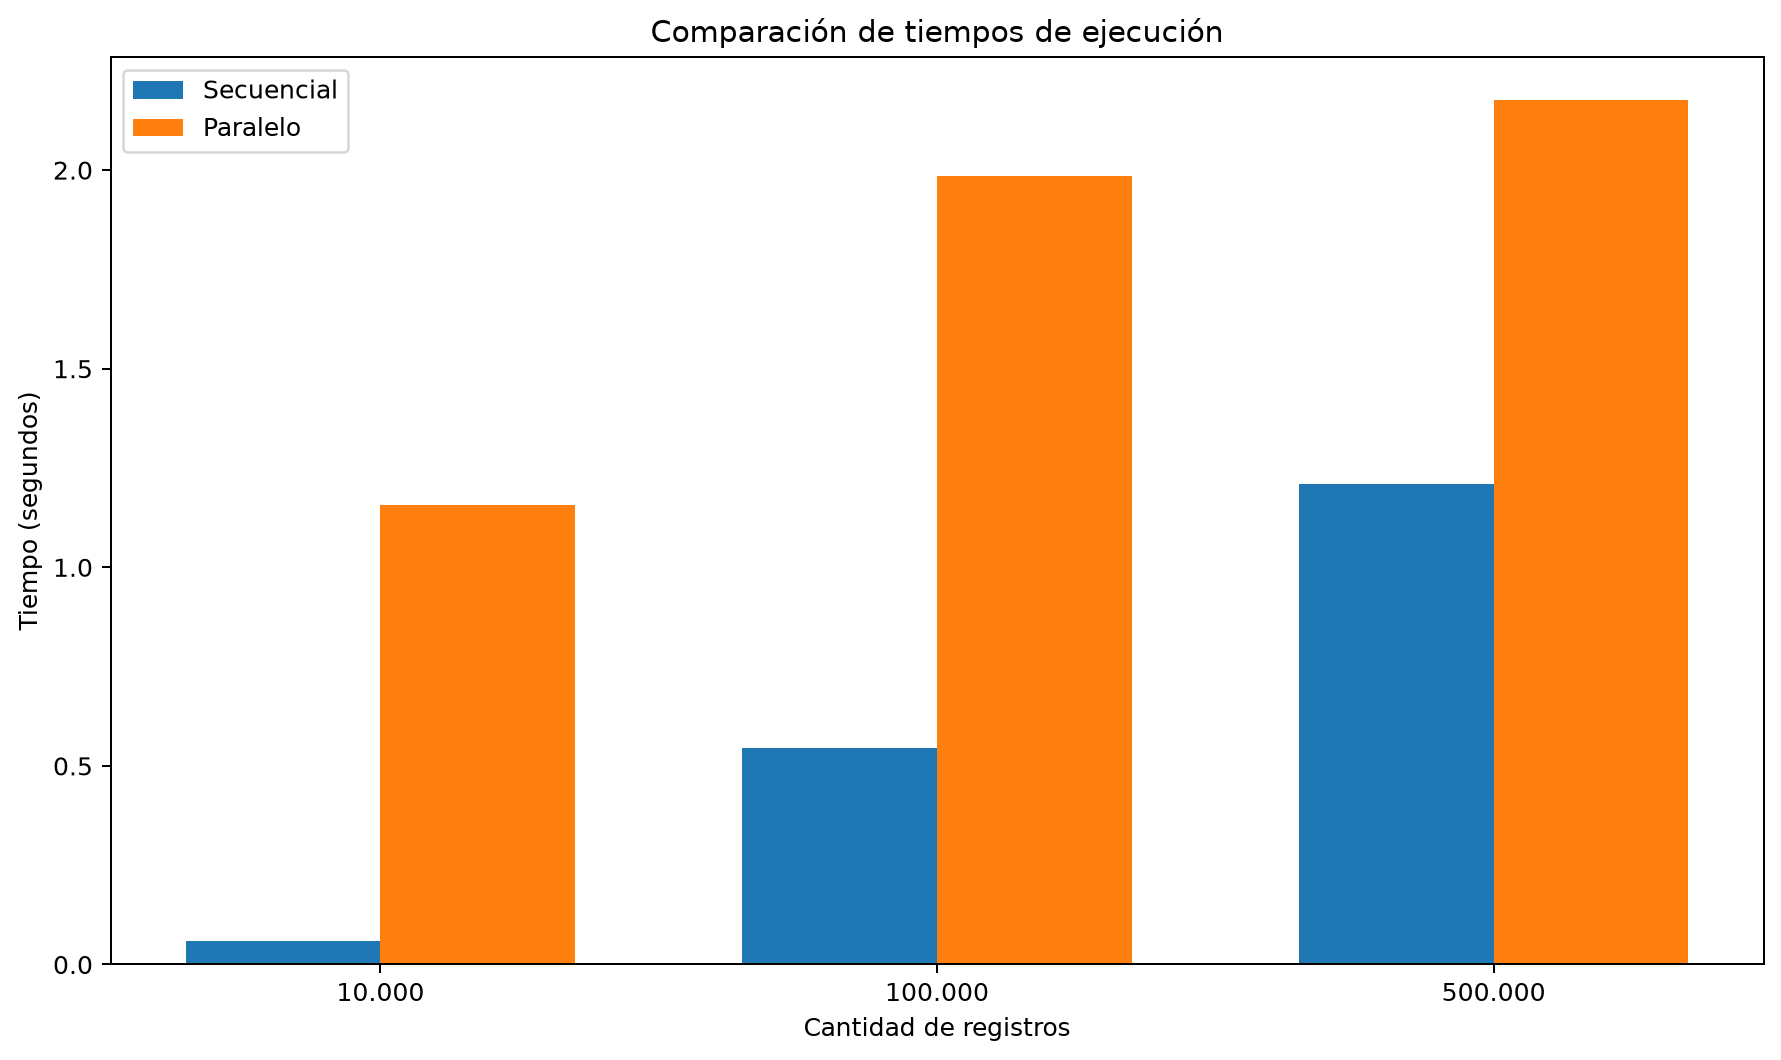 Comparación de tiempos de ejecución
Secuencial
Paralelo
Tiempo (segundos)
2.0
1.5
1.0
0.5
0.0
10.000 100.000 500.000
Cantidad de registros